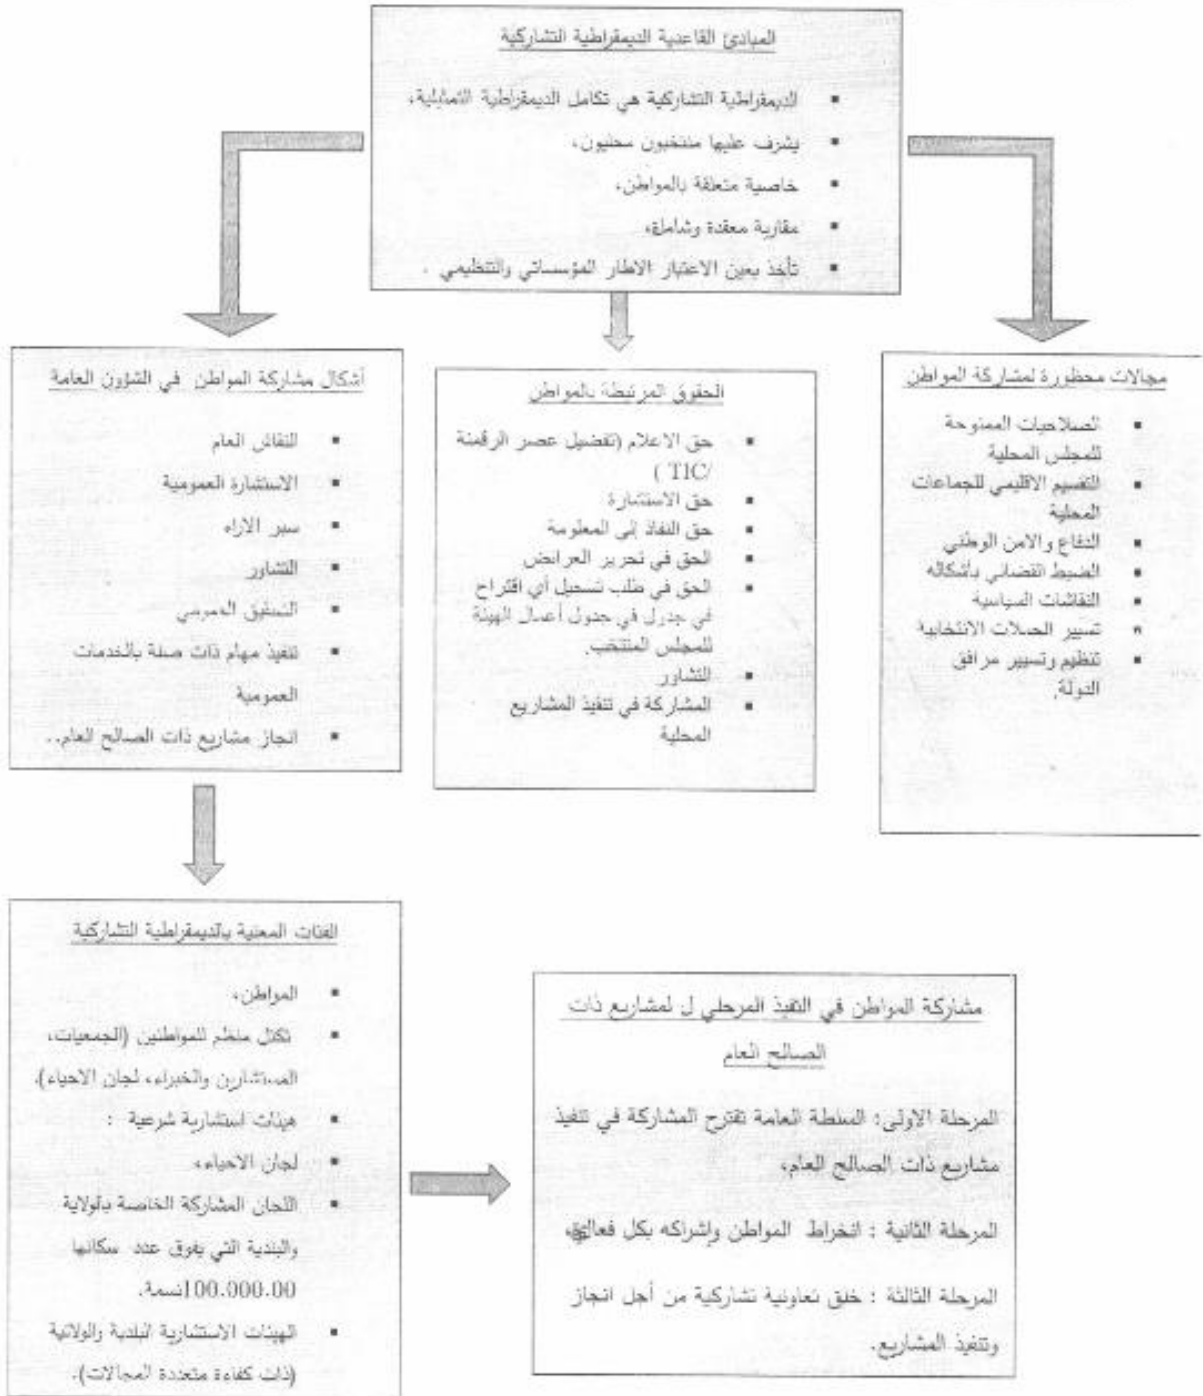 المبادئ القاعدية الديمقراطية التشاركية
▪ الديمقراطية التشاركية هي تكامل الديمقراطية التمثيلية،
▪ يشرف عليها منتخبون محليون،
▪ خاصية متعلقة بالمواطن،
▪ مقاربة معقدة وشاملة،
▪ تأخذ بعين الاعتبار الاطار المؤسساتي والتنظيمي .
مجالات محظورة لمشاركة المواطن
▪ الصلاحيات الممنوحة
للمجلس المحلية
▪ التقسيم الاقليمي للجماعات
المحلية
▪ الدفاع والامن الوطني
▪ الضبط القضائي بأشكاله
▪ النقاشات السياسية
▪ تسيير الحملات الانتخابية
▪ تنظيم وتسيير مرافق
الدولة.
الحقوق المرتبطة بالمواطن
▪ حق الاعلام (تفضيل عصر الرقمنة
/TIC )
▪ حق الاستشارة
▪ حق النفاذ إلى المعلومة
▪ الحق في تحرير العرائض
▪ الحق في طلب تسجيل أي اقتراح
في جدول في جدول أعمال الهيئة
للمجلس المنتخب.
▪ التشاور
▪ المشاركة في تنفيذ المشاريع
المحلية
أشكال مشاركة المواطن في الشؤون العامة
▪ النقاش العام
▪ الاستشارة العمومية
▪ سبر الاراء
▪ التشاور
▪ التحقيق العمومي
▪ تنفيذ مهام ذات صلة بالخدمات
العمومية
▪ انجاز مشاريع ذات الصالح العام..
الفئات المعنية بالديمقراطية التشاركية
▪ المواطن،
▪ تكتل منظم للمواطنين (الجمعيات،
المستشارين والخبراء، لجان الاحياء).
▪ هيئات استشارية شرعية :
▪ لجان الاحياء،
▪ اللجان المشاركة الخاصة بالولاية
والبلدية التي يفوق عدد سكانها
100.000.00نسمة.
▪ الهيئات الاستشارية البلدية والولائية
(ذات كفاءة متعددة المجالات).
مشاركة المواطن في التنفيذ المرحلي ل لمشاريع ذات
الصالح العام
المرحلة الاولى: السلطة العامة تقترح المشاركة في تنفيذ
مشاريع ذات الصالح العام،
المرحلة الثانية : انخراط المواطن واشراكه بكل فعالية،
المرحلة الثالثة : خلق تعاونية تشاركية من أجل انجاز
وتنفيذ المشاريع.